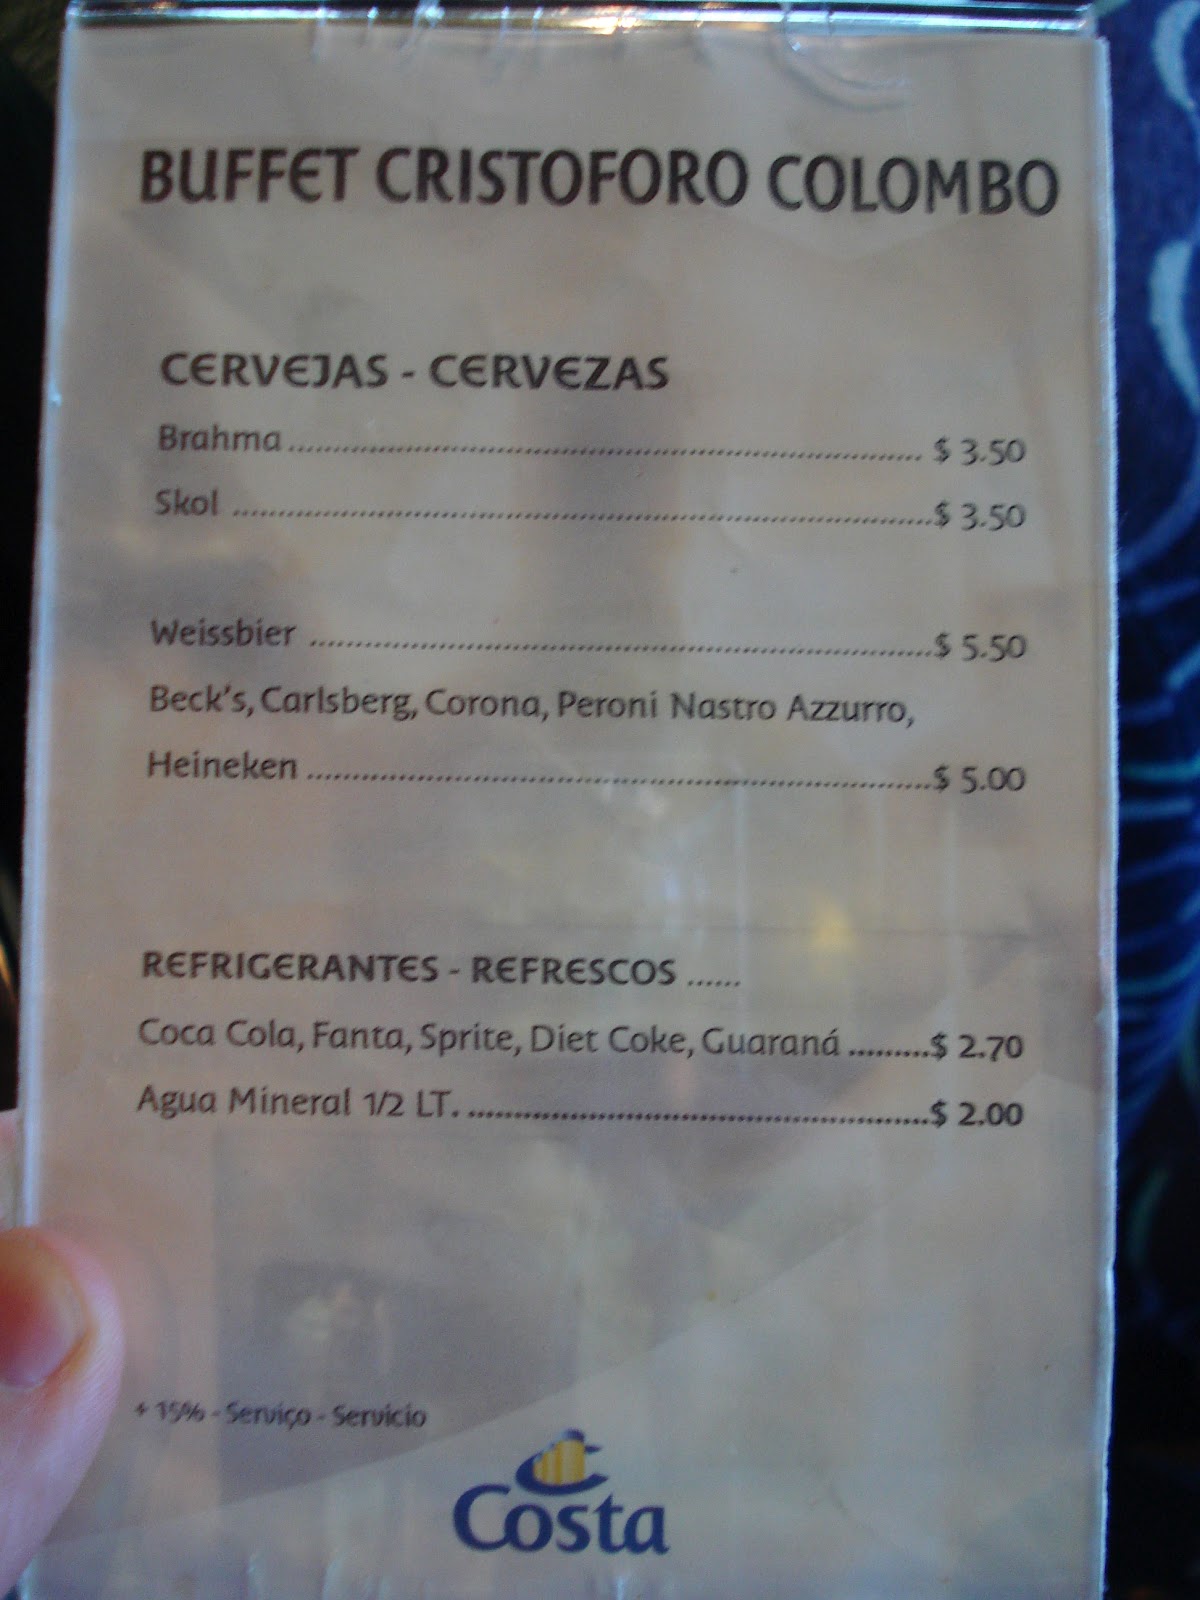 BUFFET CRISTOFORO COLOMBO
CERVEJAS - CERVEZAS
Brahma ........ $ 3.50
Skol ........ $ 3.50
Weissbier ........ $ 5.50
Beck's, Carlsberg, Corona, Peroni Nastro Azzurro,
Heineken ........ $ 5.00
REFRIGERANTES - REFRESCOS ......
Coca Cola, Fanta, Sprite, Diet Coke, Guaraná .......... $ 2.70
Agua Mineral 1/2 LT. ........ $ 2.00
+ 15% - Serviço - Servicio
Costa